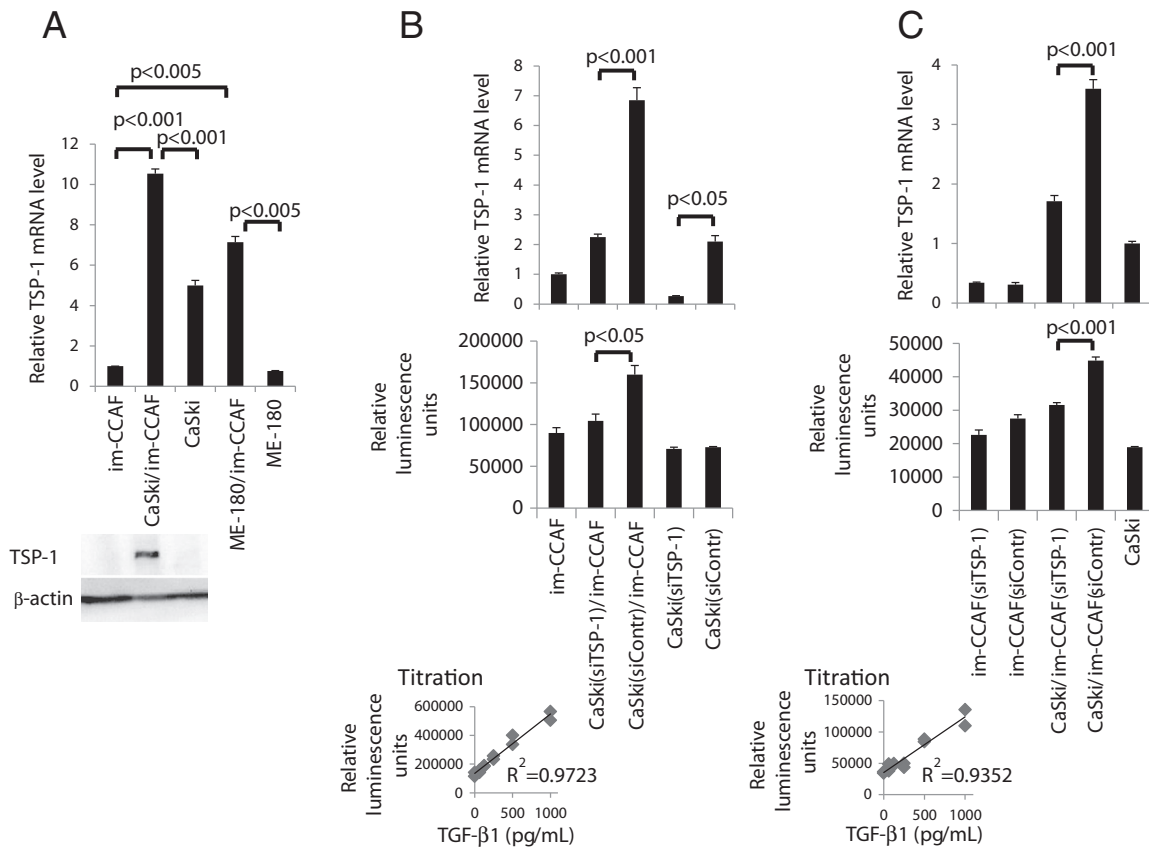 A
p<0.005
p<0.001
p<0.001
p<0.005
Relative TSP-1 mRNA level
12
10
8
6
4
2
0
im-CCAF
CaSki/im-CCAF
CaSki
ME-180/im-CCAF
ME-180
TSP-1
β-actin
B
p<0.001
p<0.05
Relative TSP-1 mRNA level
8
7
6
5
4
3
2
1
0
p<0.05
Relative
luminescence
units
200000
150000
100000
50000
0
im-CCAF
CaSki(siTSP-1)/im-CCAF
CaSki(siContr)/im-CCAF
CaSki(siTSP-1)
CaSki(siContr)
Titration
Relative
luminescence
units
600000
400000
200000
0
R2=0.9723
0 500 1000
TGF-β1 (pg/mL)
C
p<0.001
Relative TSP-1 mRNA level
4
3
2
1
0
p<0.001
Relative
luminescence
units
50000
40000
30000
20000
10000
0
im-CCAF(siTSP-1)
im-CCAF(siContr)
CaSki/im-CCAF(siTSP-1)
CaSki/im-CCAF(siContr)
CaSki
Titration
Relative
luminescence
units
150000
100000
50000
0
R2=0.9352
0 500 1000
TGF-β1 (pg/mL)